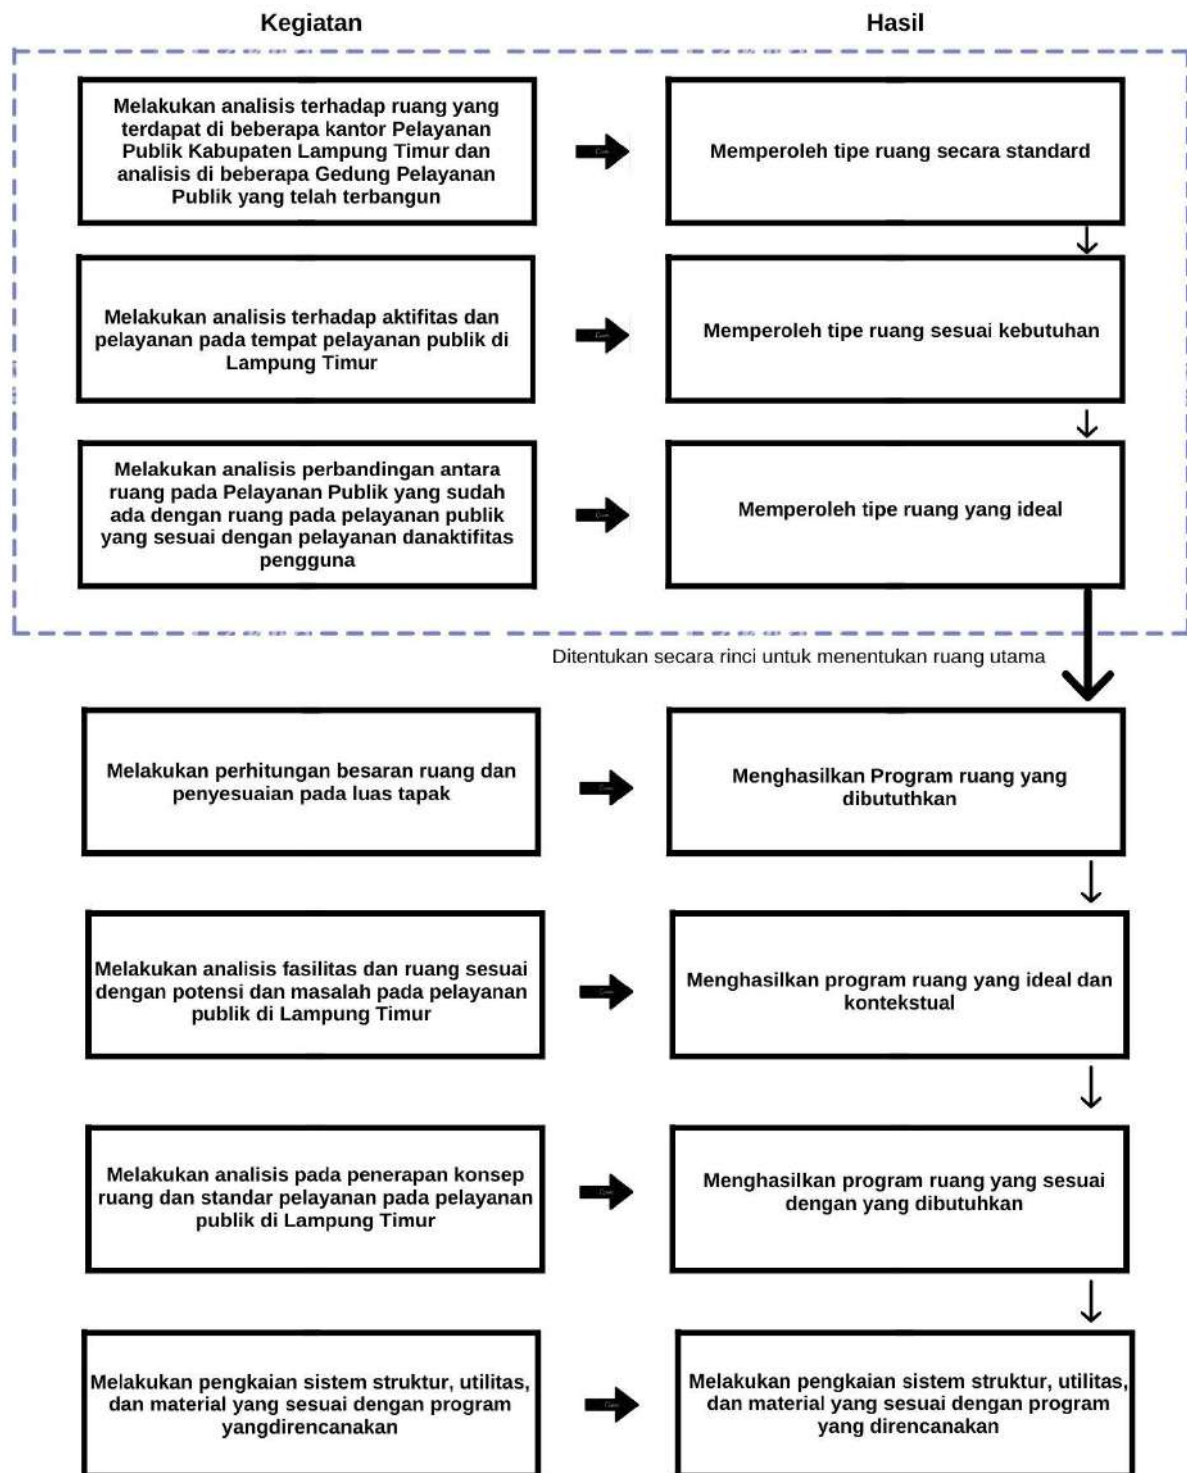 Kegiatan
Hasil
Melakukan analisis terhadap ruang yang
terdapat di beberapa kantor Pelayanan
Publik Kabupaten Lampung Timur dan
analisis di beberapa Gedung Pelayanan
Publik yang telah terbangun
Memperoleh tipe ruang secara standard
Melakukan analisis terhadap aktifitas dan
pelayanan pada tempat pelayanan publik di
Lampung Timur
Memperoleh tipe ruang sesuai kebutuhan
Melakukan analisis perbandingan antara
ruang pada Pelayanan Publik yang sudah
ada dengan ruang pada pelayanan publik
yang sesuai dengan pelayanan danaktifitas
pengguna
Memperoleh tipe ruang yang ideal
Ditentukan secara rinci untuk menentukan ruang utama
Melakukan perhitungan besaran ruang dan
penyesuaian pada luas tapak
Menghasilkan Program ruang yang
dibututhkan
Melakukan analisis fasilitas dan ruang sesuai
dengan potensi dan masalah pada pelayanan
publik di Lampung Timur
Menghasilkan program ruang yang ideal dan
kontekstual
Melakukan analisis pada penerapan konsep
ruang dan standar pelayanan pada pelayanan
publik di Lampung Timur
Menghasilkan program ruang yang sesuai
dengan yang dibutuhkan
Melakukan pengkaian sistem struktur, utilitas,
dan material yang sesuai dengan program
yangdirencanakan
Melakukan pengkaian sistem struktur, utilitas,
dan material yang sesuai dengan program
yang direncanakan